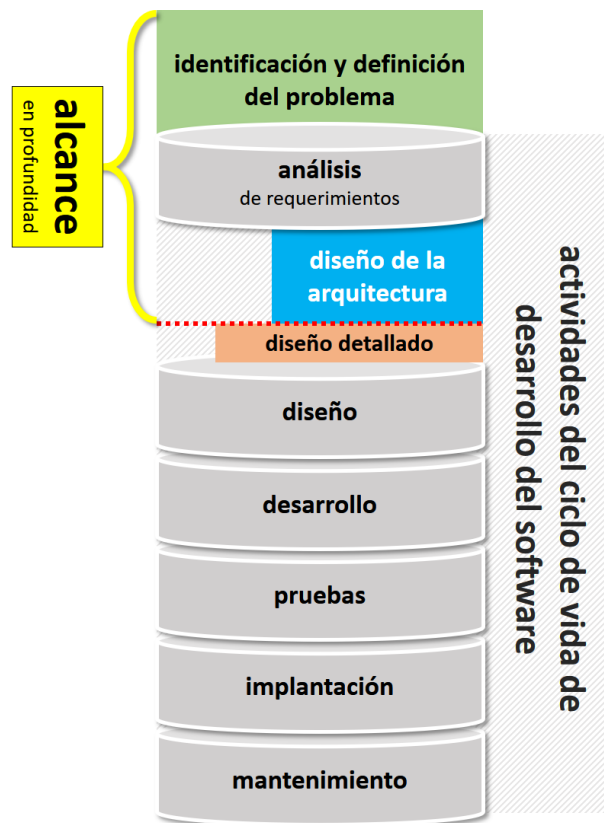 identificación y definición
del problema
alcance
en profundidad
análisis
de requerimientos
diseño de la
arquitectura
diseño detallado
diseño
desarrollo
pruebas
implantación
mantenimiento
actividades del ciclo de vida de
desarrollo del software